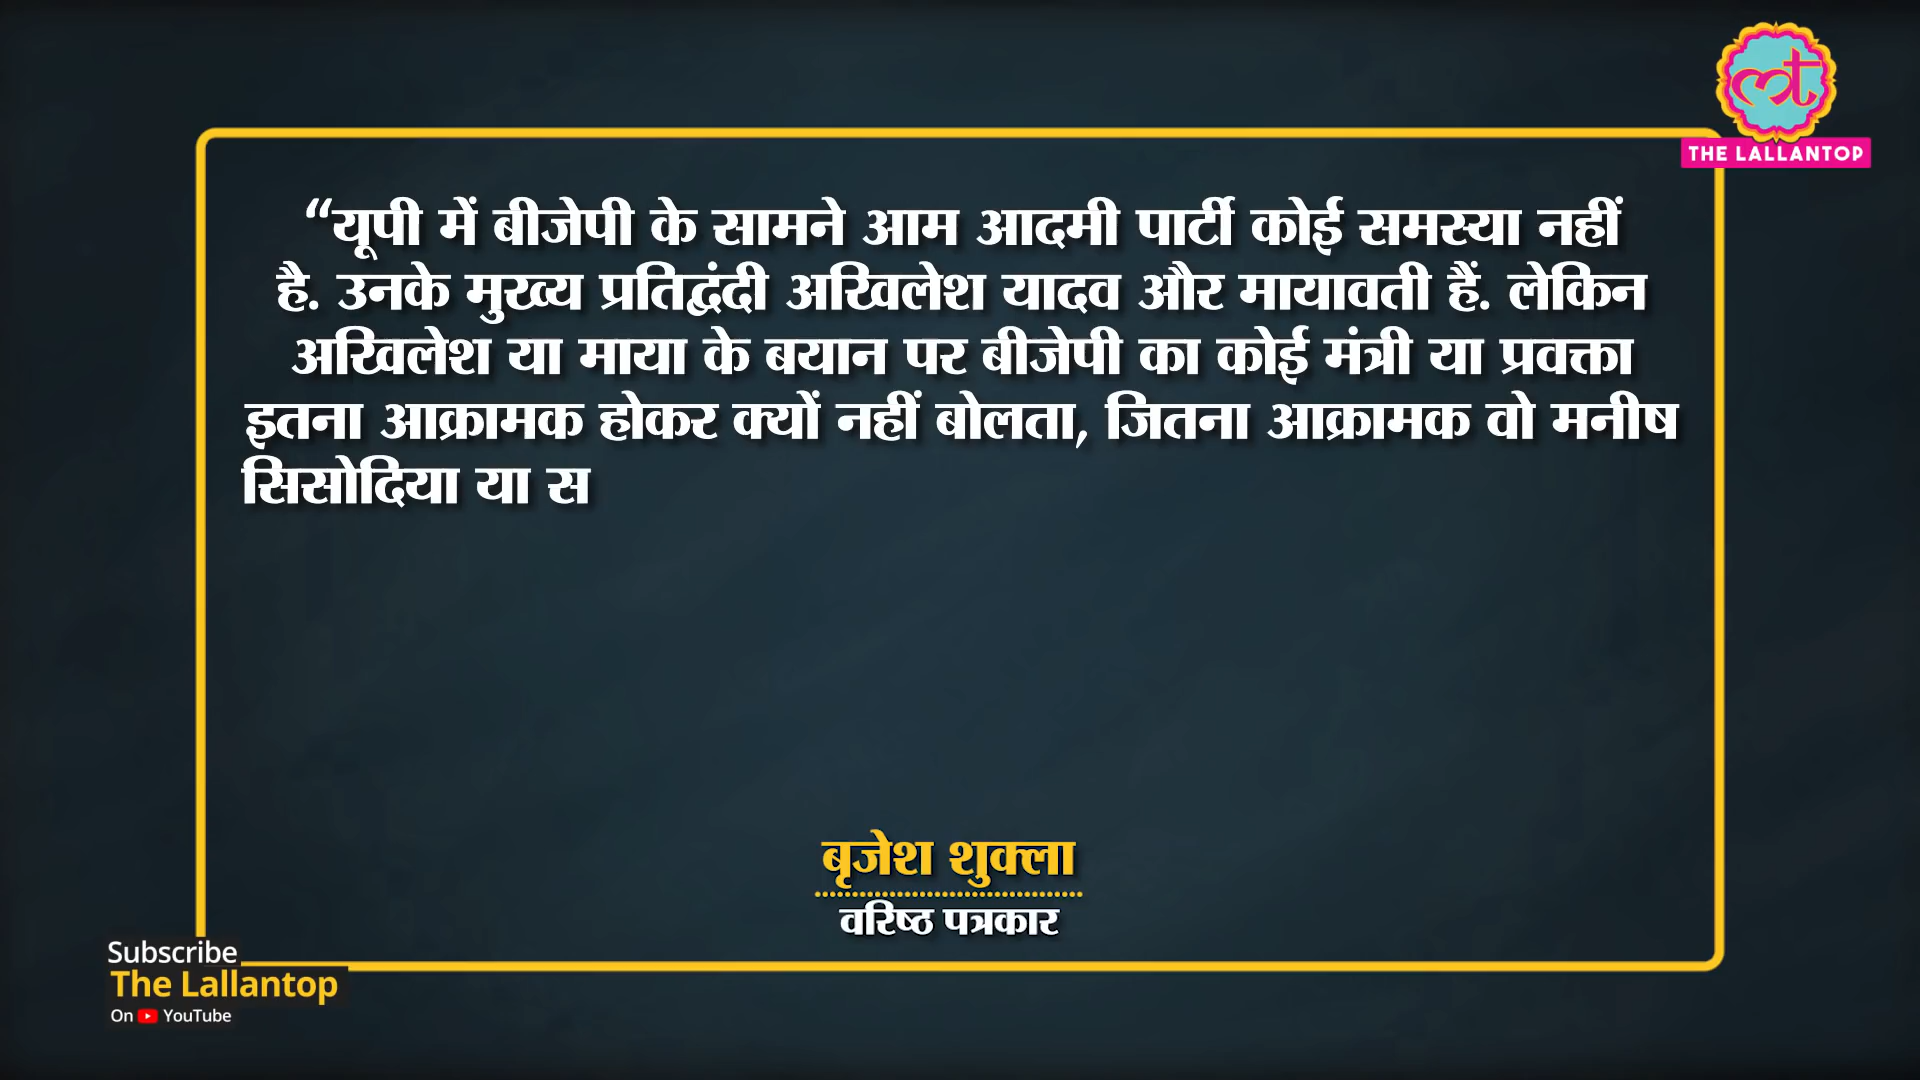 THE LALLANTOP
“यूपी में बीजेपी के सामने आम आदमी पार्टी कोई समस्या नहीं
है. उनके मुख्य प्रतिद्वंदी अखिलेश यादव और मायावती हैं. लेकिन
अखिलेश या माया के बयान पर बीजेपी का कोई मंत्री या प्रवक्ता
इतना आक्रामक होकर क्यों नहीं बोलता, जितना आक्रामक वो मनीष
सिसोदिया या स
बृजेश शुक्ला
वरिष्ठ पत्रकार
Subscribe
The Lallantop
On YouTube